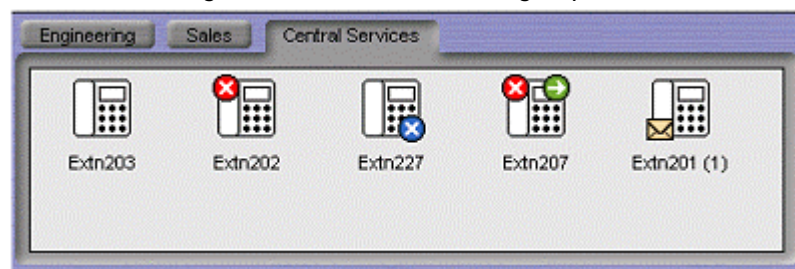 Engineering Sales Central Services
Extn203 Extn202 Extn227 Extn207 Extn201 (1)